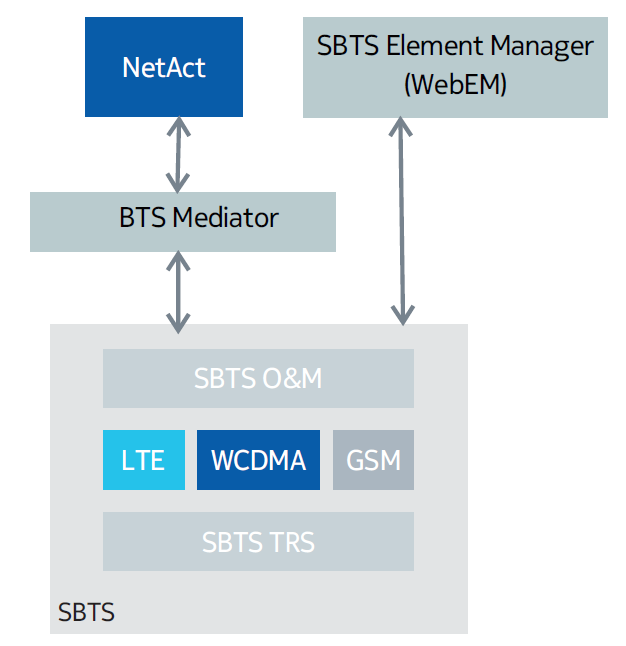 NetAct
SBTS Element Manager
(WebEM)
BTS Mediator
SBTS O&M
LTE
WCDMA
GSM
SBTS TRS
SBTS